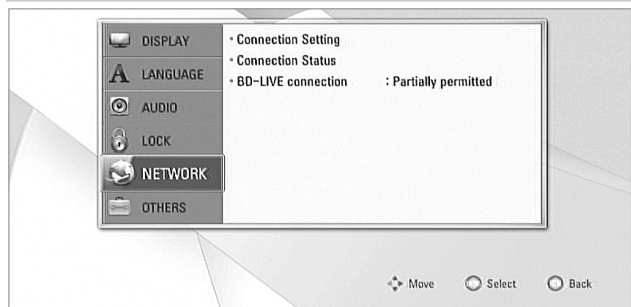 DISPLAY
LANGUAGE
AUDIO
LOCK
NETWORK
OTHERS
• Connection Setting
• Connection Status
• BD-LIVE connection : Partially permitted
Move Select Back